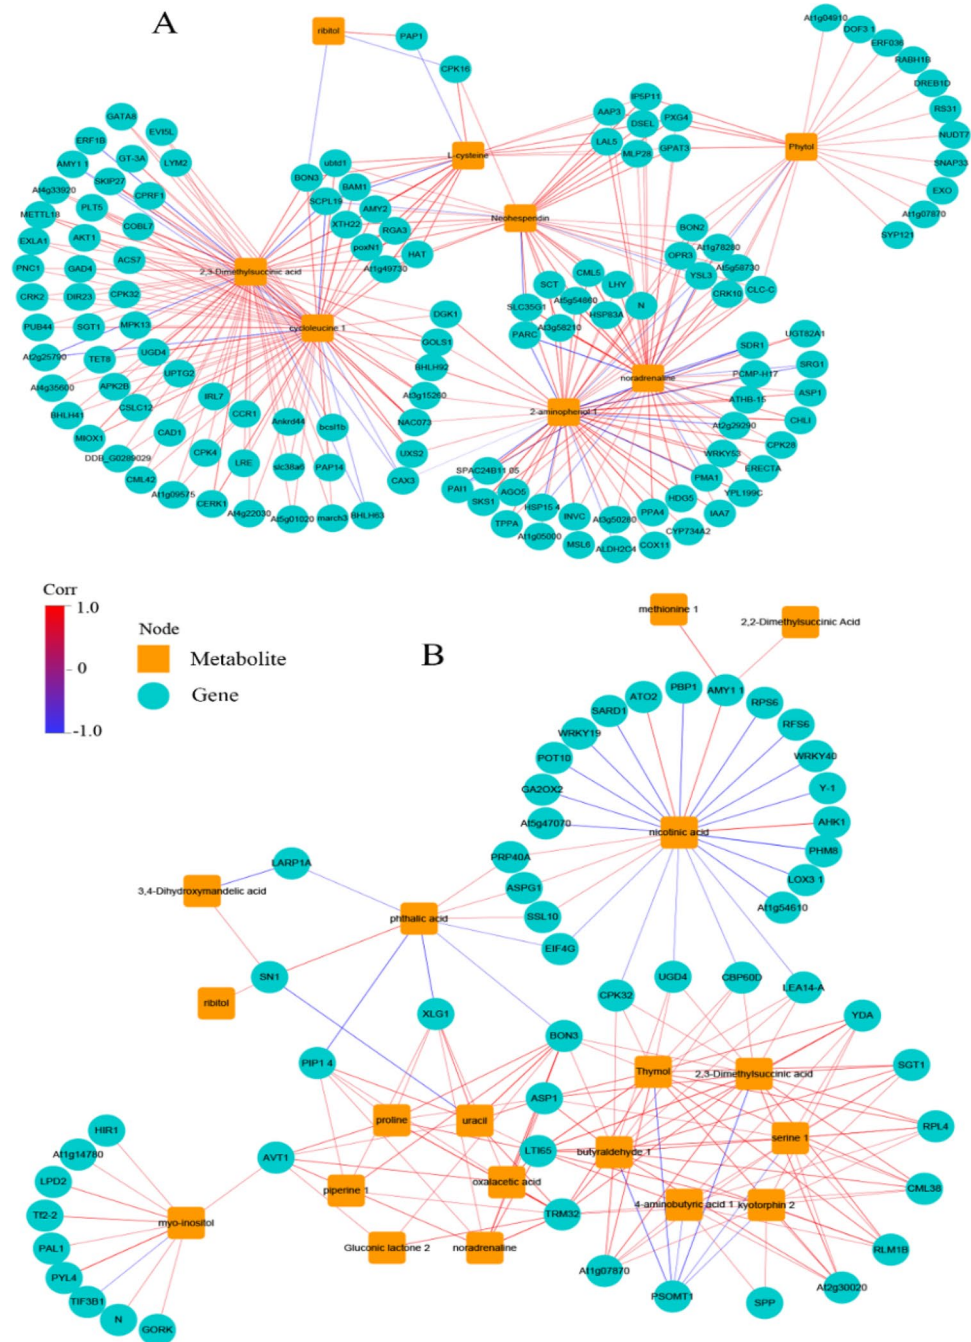 A
ribitol
PAP1
CPK16
At1g04910
DOF3 1
ERF038
RABH1B
DREB1D
RS31
NUDT7
SNAP33
EXO
At1g07870
SYP121
Phytol
IP5P11
AAP3
PXG4
DSEL
LAL5
MLP28
GPAT3
L-cysteine
GATA8
EVI5L
ERF1B
LYM2
GT-3A
AMY1 1
SKIP27
At4g33920
CPRF1
PLT5
METTL18
COBL7
AKT1
EXLA1
ACS7
PNC1
GAD4
CRK2
DIR23
CPK32
PUB44
SGT1
MPK13
At2g25790
TET8
UGD4
At4g35600
APK2B
UPTG2
BHLH41
CSLC12
IRL7
MIOX1
CAD1
CCR1
DDB_G0289029
CPK4
LRE
Ankrd44
bcsl1b
CML42
slc38a6
PAP14
At1g09575
CERK1
At4g22030
At5g01020
march3
BHLH63
ubtd1
BON3
BAM1
SCPL19
AMY2
XTH22
RGA3
poxN1
HAT
At1g49730
2,3-Dimethylsuccinic acid
cycloleucine 1
DGK1
GOLS1
BHLH92
At3g15260
NAC073
UXS2
CAX3
Neohesperidin
BON2
At1g78280
OPR3
At5g58730
YSL3
CLC-C
CRK10
SCT
CML5
LHY
At5g54860
SLC35G1
HSP83A
N
PARC
At3g58210
noradrenaline
2-aminophenol 1
UGT82A1
SDR1
SRG1
PCMP-H17
ASP1
ATHB-15
CHLI
At2g29290
CPK28
WRKY53
ERECTA
PMA1
YPL199C
HDG5
IAA7
PPA4
CYP734A2
COX11
At3g50280
ALDH2C4
INVC
MSL6
HSP15 4
At1g05000
AGO5
TPPA
SPAC24B11 05
SKS1
PAI1
Corr
1.0
0
-1.0
Node
Metabolite
Gene
B
methionine 1
2,2-Dimethylsuccinic Acid
PBP1
AMY1 1
ATO2
RPS6
SARD1
RFS6
WRKY19
WRKY40
POT10
Y-1
GA2OX2
AHK1
At5g47070
nicotinic acid
PHM8
LOX3 1
At1g54610
PRP40A
ASPG1
SSL10
EIF4G
LARP1A
3,4-Dihydroxymandelic acid
phthalic acid
SN1
ribitol
XLG1
PIP1 4
BON3
CPK32
UGD4
CBP60D
LEA14-A
YDA
SGT1
RPL4
CML38
RLM1B
At2g30020
SPP
PSOMT1
At1g07870
Thymol
2,3-Dimethylsuccinic acid
serine 1
butyraldehyde 1
4-aminobutyric acid 1
kyotorphin 2
ASP1
LTI65
TRM32
proline
uracil
oxalacetic acid
piperine 1
Gluconic lactone 2
noradrenaline
AVT1
HIR1
At1g14780
LPD2
Tf2-2
PAL1
PYL4
TIF3B1
N
GORK
myo-inositol